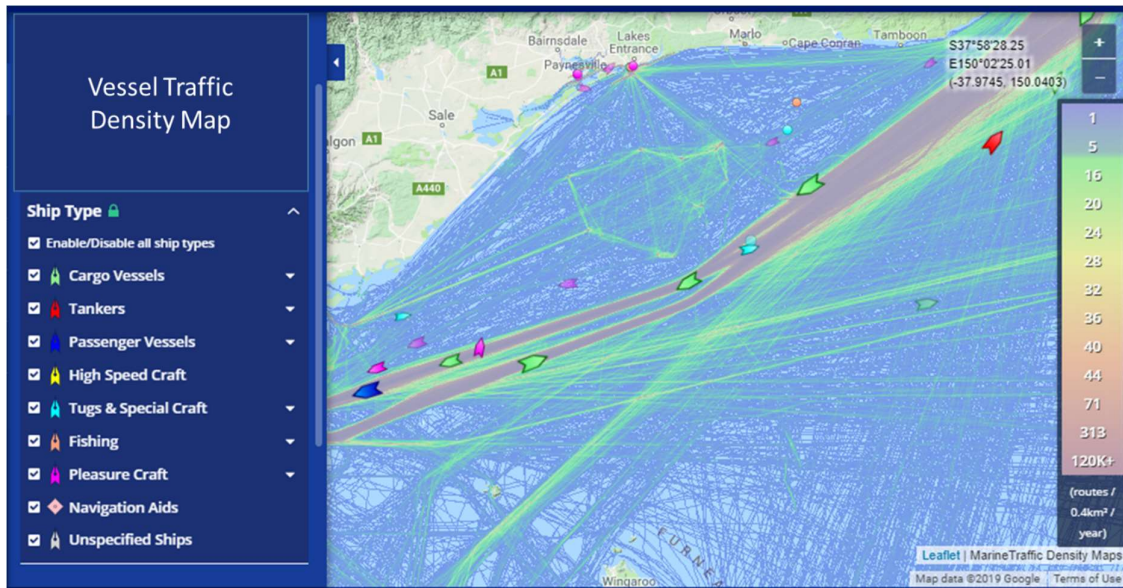 Vessel Traffic
Density Map
Ship Type
Enable/Disable all ship types
Cargo Vessels
Tankers
Passenger Vessels
High Speed Craft
Tugs & Special Craft
Fishing
Pleasure Craft
Navigation Aids
Unspecified Ships
Bairnsdale
Lakes
Entrance
Marlo
Cape Conran
Tamboon
Paynesville
A1
Sale
algon
A1
A440
S37°58'28.25
E150°02'25.01
(-37.9745, 150.0403)
+
−
1
5
16
20
24
28
32
36
40
44
71
313
120K+
(routes /
0.4km² /
year)
FURNEA
Wingaroo
Leaflet | MarineTraffic Density Maps
Map data ©2019 Google
Terms of Use